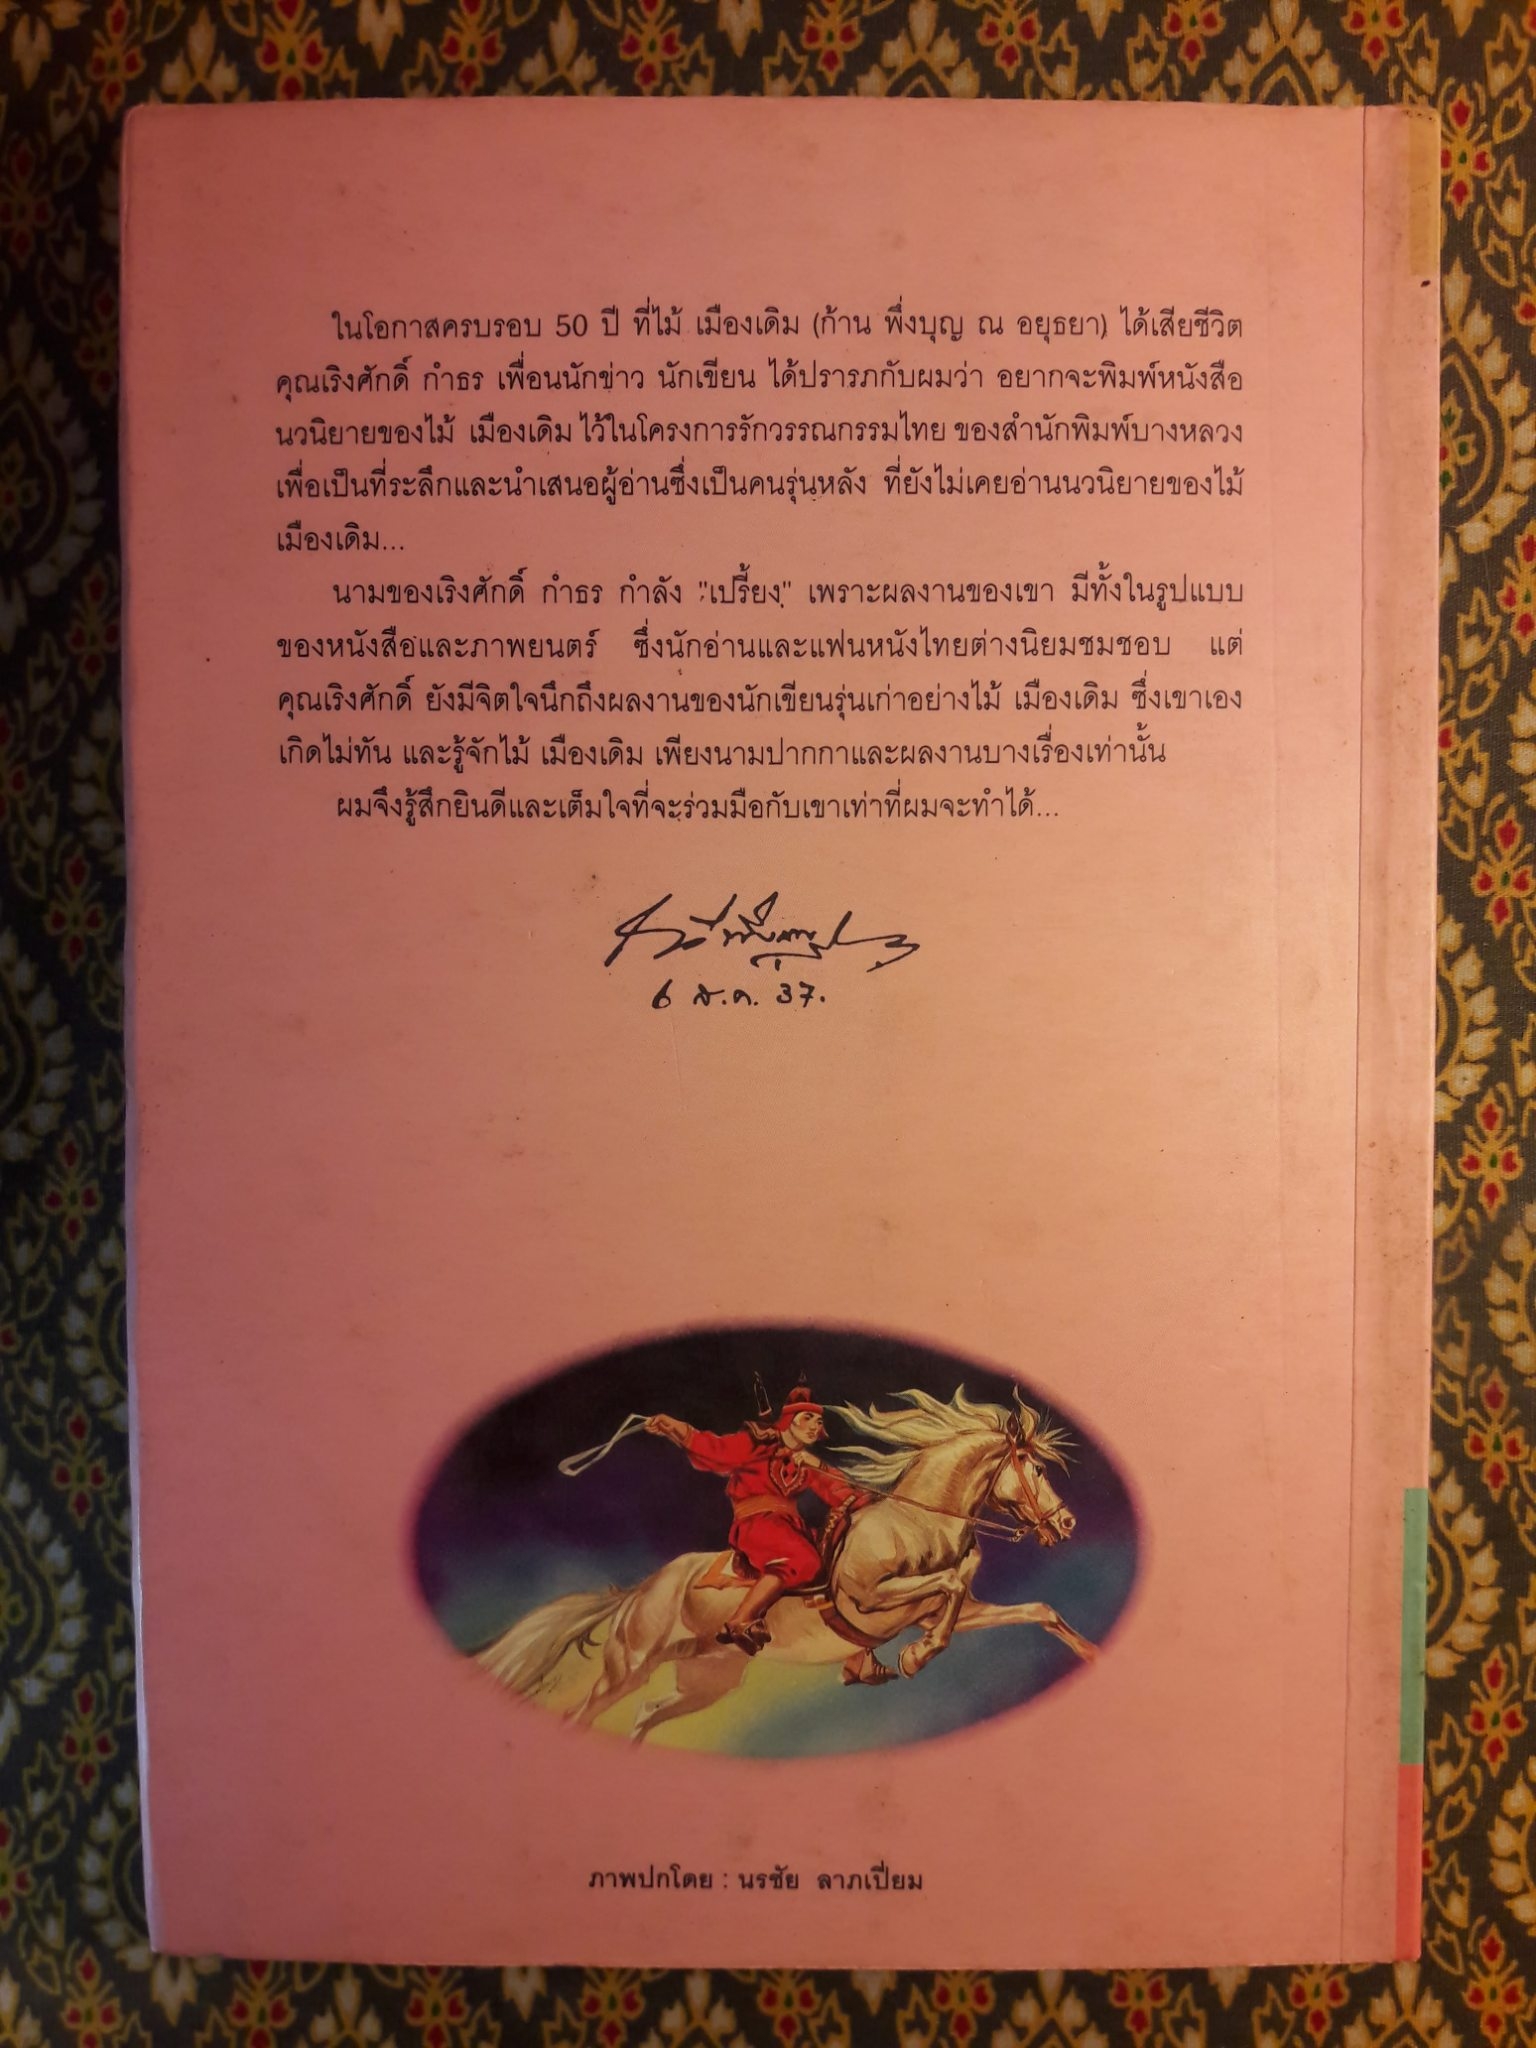 ในโอกาสครบรอบ 50 ปี ที่ไม้ เมืองเดิม (ก้าน พึ่งบุญ ณ อยุธยา) ได้เสียชีวิต
คุณเริงศักดิ์ กำธร เพื่อนนักข่าว นักเขียน ได้ปรารภกับผมว่า อยากจะพิมพ์หนังสือ
นวนิยายของไม้ เมืองเดิม ไว้ในโครงการรักวรรณกรรมไทย ของสำนักพิมพ์บางหลวง
เพื่อเป็นที่ระลึกและนำเสนอผู้อ่านซึ่งเป็นคนรุ่นหลัง ที่ยังไม่เคยอ่านนวนิยายของไม้
เมืองเดิม...
นามของเริงศักดิ์ กำธร กำลัง "เปรี้ยง" เพราะผลงานของเขา มีทั้งในรูปแบบ
ของหนังสือและภาพยนตร์ ซึ่งนักอ่านและแฟนหนังไทยต่างนิยมชมชอบ แต่
คุณเริงศักดิ์ ยังมีจิตใจนึกถึงผลงานของนักเขียนรุ่นเก่าอย่างไม้ เมืองเดิม ซึ่งเขาเอง
เกิดไม่ทัน และรู้จักไม้ เมืองเดิม เพียงนามปากกาและผลงานบางเรื่องเท่านั้น
ผมจึงรู้สึกยินดีและเต็มใจที่จะร่วมมือกับเขาเท่าที่ผมจะทำได้...
6 ส.ค. 37.
ภาพปกโดย : นรชัย ลาภเปี่ยม